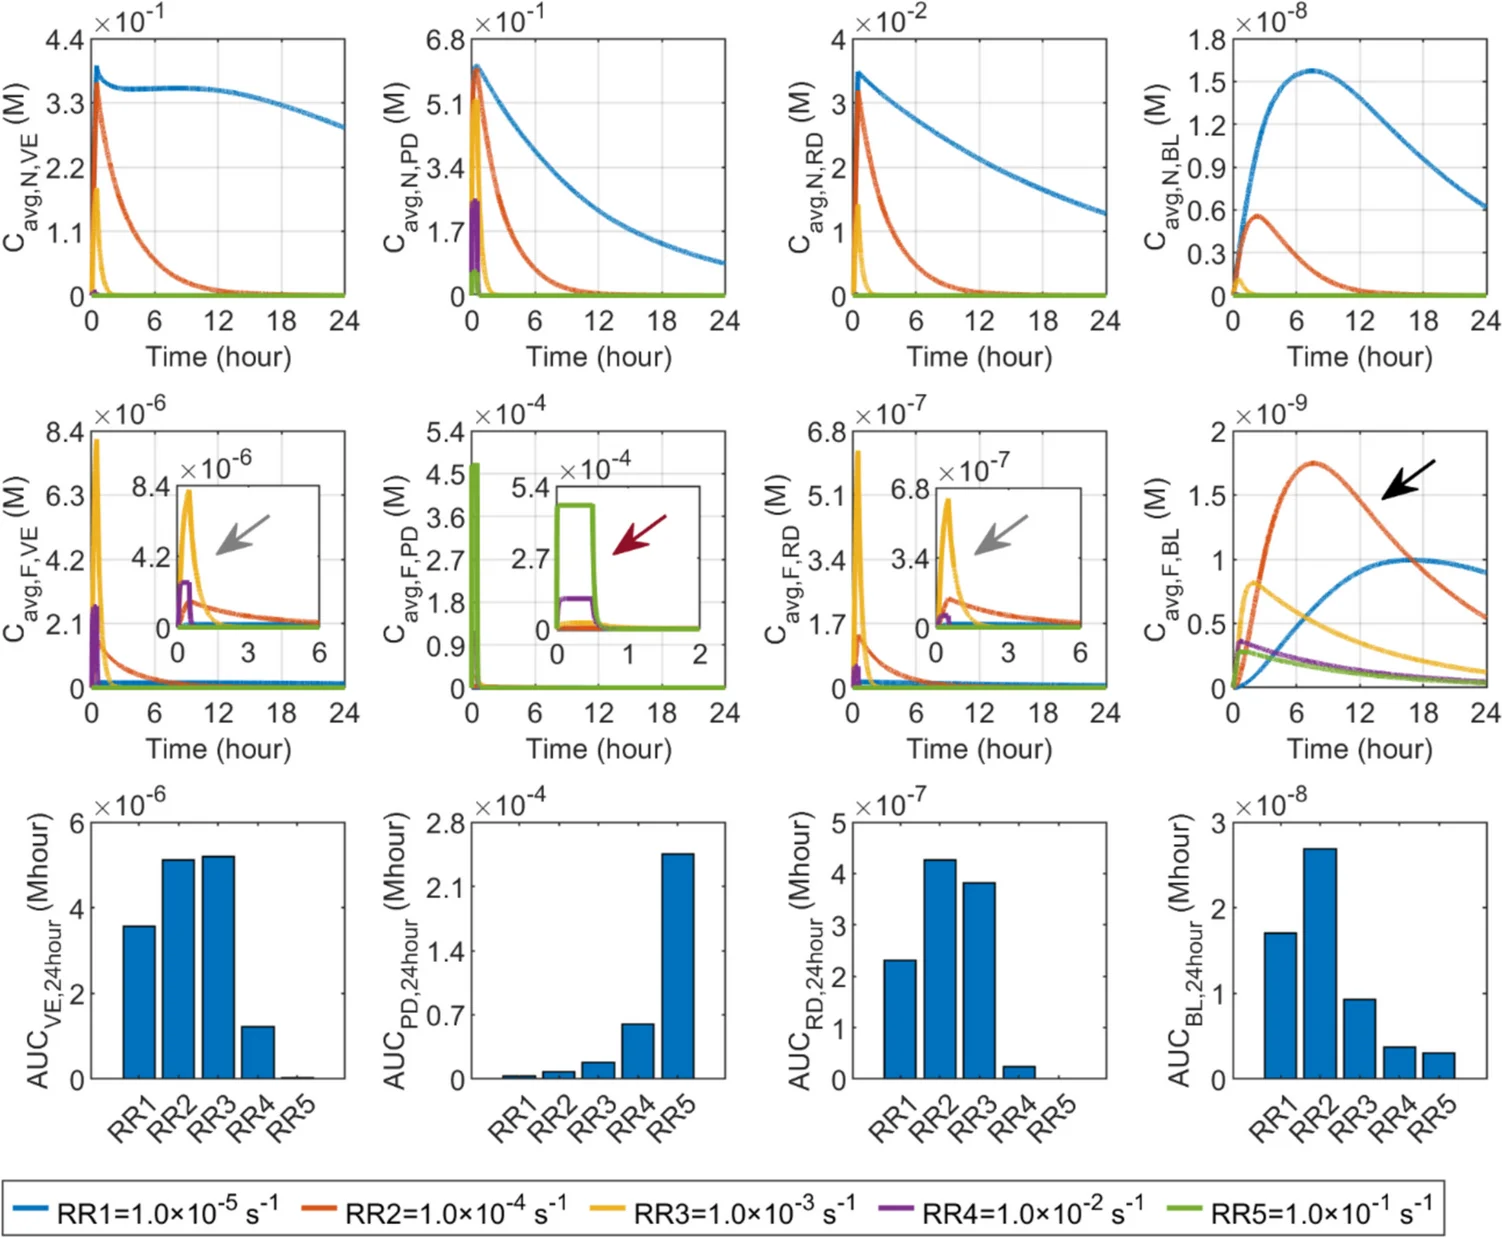 ×10⁻¹ ×10⁻¹ ×10⁻² ×10⁻⁸
C_avg,N,VE (M)
4.4
3.3
2.2
1.1
0
0 6 12 18 24
Time (hour)
C_avg,N,PD (M)
6.8
5.1
3.4
1.7
0
0 6 12 18 24
Time (hour)
C_avg,N,RD (M)
4
3
2
1
0
0 6 12 18 24
Time (hour)
C_avg,N,BL (M)
1.8
1.5
1.2
0.9
0.6
0.3
0
0 6 12 18 24
Time (hour)
×10⁻⁶
C_avg,F,VE (M)
8.4
6.3
4.2
2.1
0
0 6 12 18 24
Time (hour)
×10⁻⁶
8.4
4.2
0
0 3 6
×10⁻⁴
C_avg,F,PD (M)
5.4
4.5
3.6
2.7
1.8
0.9
0
0 6 12 18 24
Time (hour)
×10⁻⁴
5.4
2.7
0
0 1 2
×10⁻⁷
C_avg,F,RD (M)
6.8
5.1
3.4
1.7
0
0 6 12 18 24
Time (hour)
×10⁻⁷
6.8
3.4
0
0 3 6
×10⁻⁹
C_avg,F,BL (M)
2
1.5
1
0.5
0
0 6 12 18 24
Time (hour)
×10⁻⁶
AUC_VE,24hour (Mhour)
6
4
2
0
RR1 RR2 RR3 RR4 RR5
×10⁻⁴
AUC_PD,24hour (Mhour)
2.8
2.1
1.4
0.7
0
RR1 RR2 RR3 RR4 RR5
×10⁻⁷
AUC_RD,24hour (Mhour)
5
4
3
2
1
0
RR1 RR2 RR3 RR4 RR5
×10⁻⁸
AUC_BL,24hour (Mhour)
3
2
1
0
RR1 RR2 RR3 RR4 RR5
RR1=1.0×10⁻⁵ s⁻¹ RR2=1.0×10⁻⁴ s⁻¹ RR3=1.0×10⁻³ s⁻¹ RR4=1.0×10⁻² s⁻¹ RR5=1.0×10⁻¹ s⁻¹